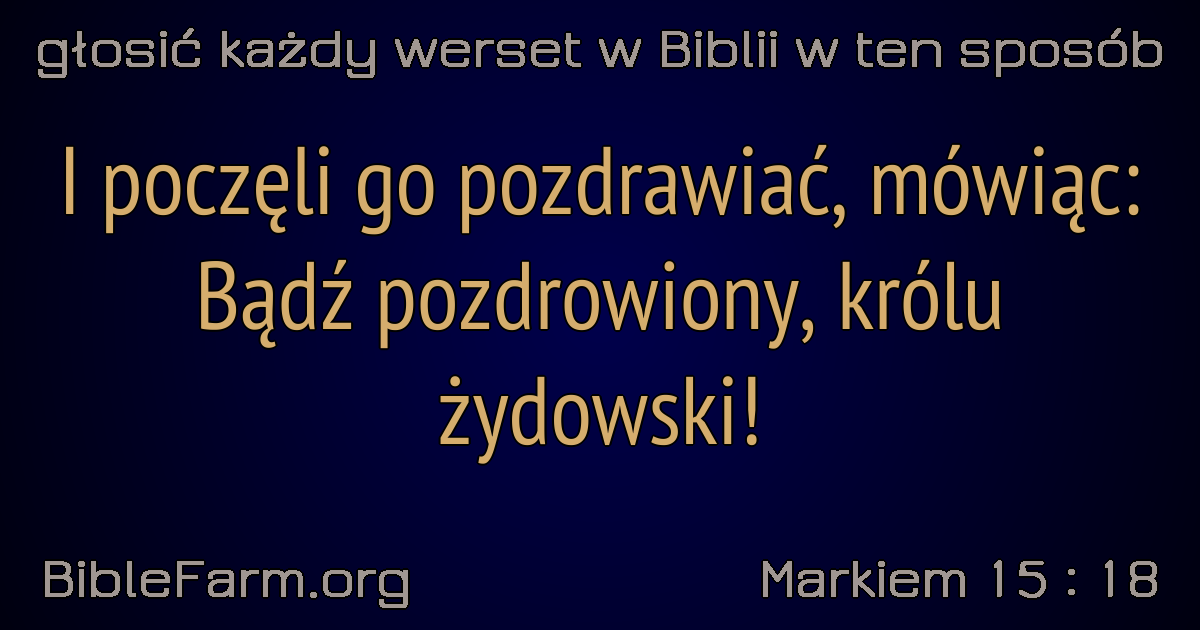 głosić każdy werset w Biblii w ten sposób
I poczęli go pozdrawiać, mówiąc:
Bądź pozdrowiony, królu
żydowski!
BibleFarm.org
Markiem 15 : 18